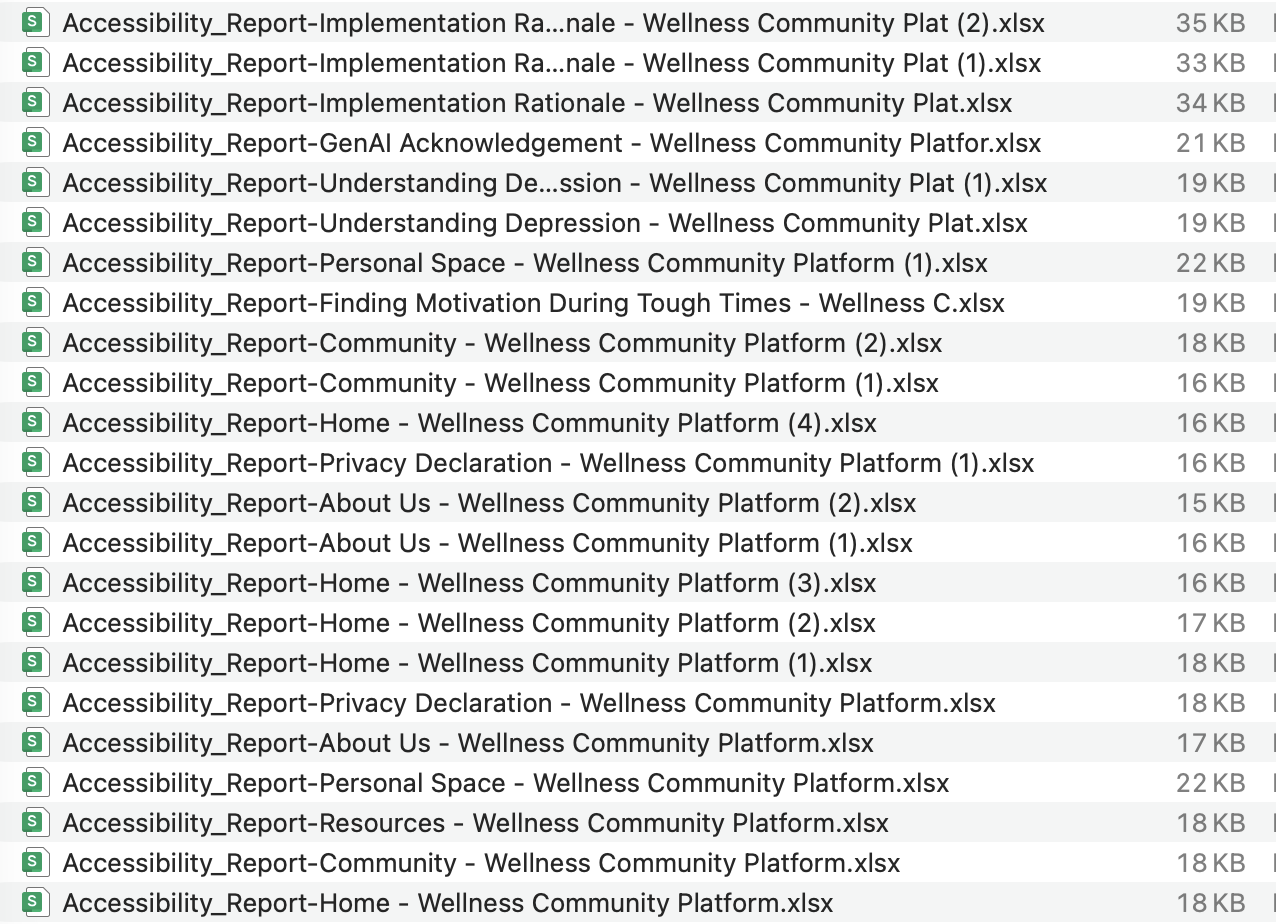 S Accessibility_Report-Implementation Ra...nale - Wellness Community Plat (2).xlsx 35 KB
S Accessibility_Report-Implementation Ra...nale - Wellness Community Plat (1).xlsx 33 KB
S Accessibility_Report-Implementation Rationale - Wellness Community Plat.xlsx 34 KB
S Accessibility_Report-GenAI Acknowledgement - Wellness Community Platfor.xlsx 21 KB
S Accessibility_Report-Understanding De...ssion - Wellness Community Plat (1).xlsx 19 KB
S Accessibility_Report-Understanding Depression - Wellness Community Plat.xlsx 19 KB
S Accessibility_Report-Personal Space - Wellness Community Platform (1).xlsx 22 KB
S Accessibility_Report-Finding Motivation During Tough Times - Wellness C.xlsx 19 KB
S Accessibility_Report-Community - Wellness Community Platform (2).xlsx 18 KB
S Accessibility_Report-Community - Wellness Community Platform (1).xlsx 16 KB
S Accessibility_Report-Home - Wellness Community Platform (4).xlsx 16 KB
S Accessibility_Report-Privacy Declaration - Wellness Community Platform (1).xlsx 16 KB
S Accessibility_Report-About Us - Wellness Community Platform (2).xlsx 15 KB
S Accessibility_Report-About Us - Wellness Community Platform (1).xlsx 16 KB
S Accessibility_Report-Home - Wellness Community Platform (3).xlsx 16 KB
S Accessibility_Report-Home - Wellness Community Platform (2).xlsx 17 KB
S Accessibility_Report-Home - Wellness Community Platform (1).xlsx 18 KB
S Accessibility_Report-Privacy Declaration - Wellness Community Platform.xlsx 18 KB
S Accessibility_Report-About Us - Wellness Community Platform.xlsx 17 KB
S Accessibility_Report-Personal Space - Wellness Community Platform.xlsx 22 KB
S Accessibility_Report-Resources - Wellness Community Platform.xlsx 18 KB
S Accessibility_Report-Community - Wellness Community Platform.xlsx 18 KB
S Accessibility_Report-Home - Wellness Community Platform.xlsx 18 KB